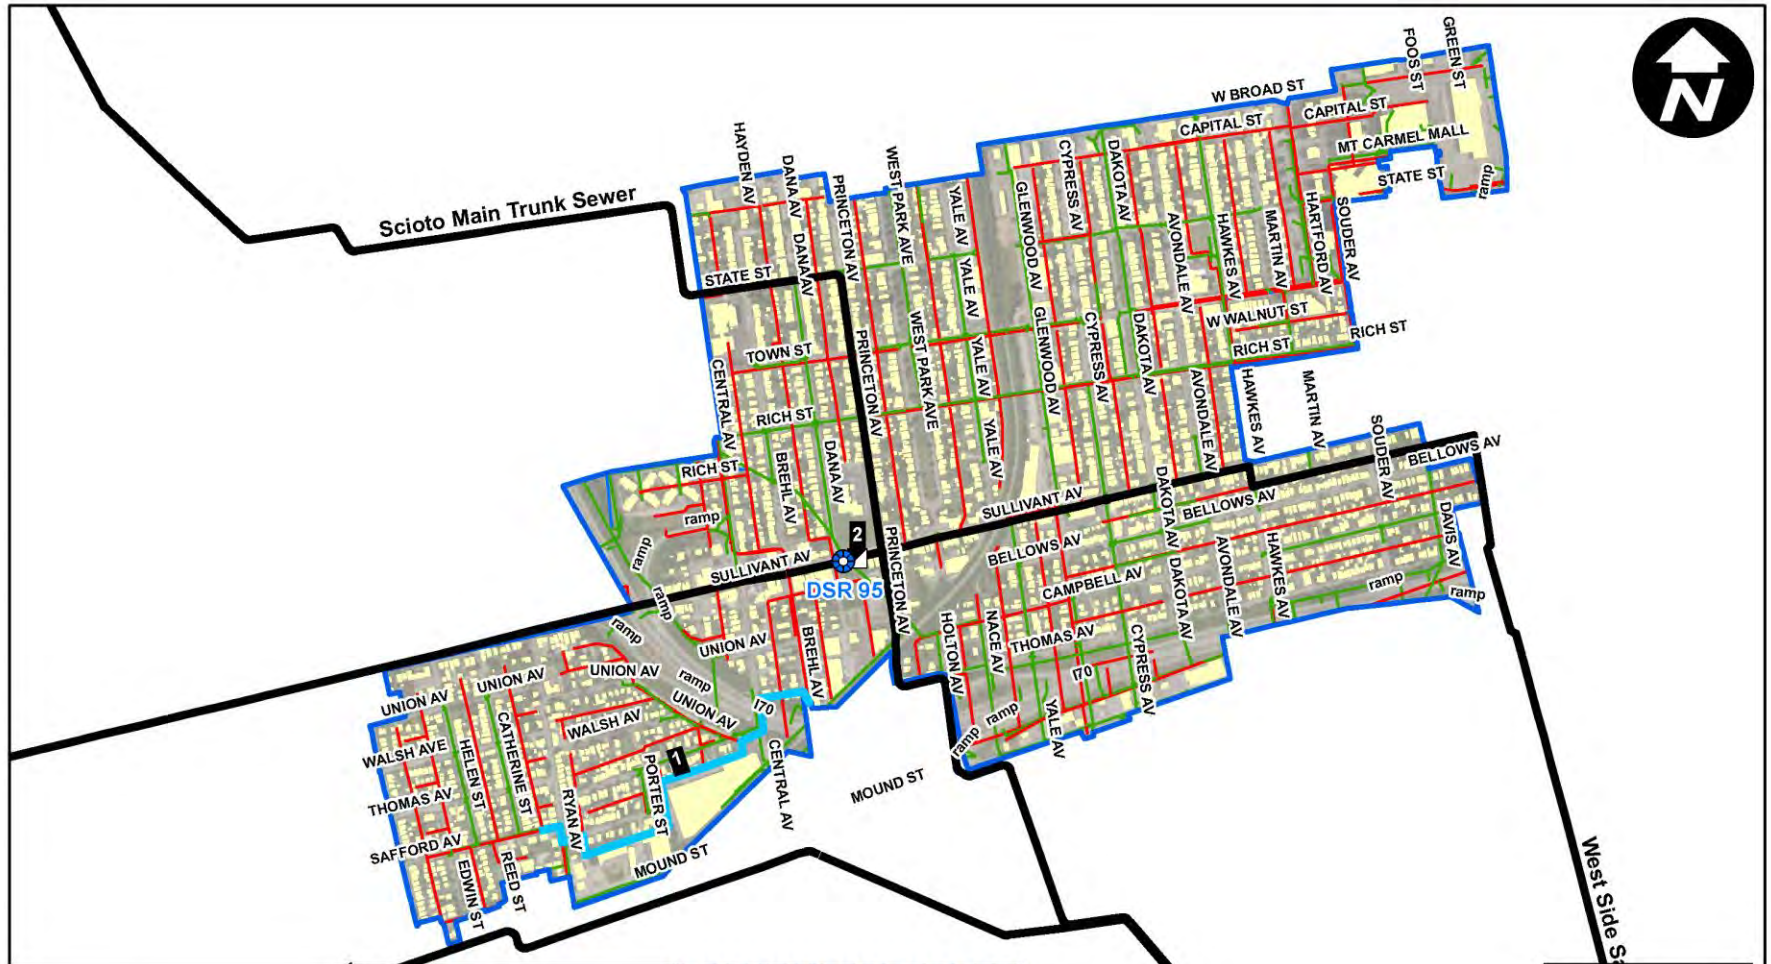 GREEN ST
FOOS ST
N
W BROAD ST
CAPITAL ST
CAPITAL ST
MT CARMEL MALL
STATE ST
ramp
HAYDEN AV
DANA AV
PRINCETON AV
WEST PARK AVE
YALE AV
GLENWOOD AV
CYPRESS AV
DAKOTA AV
AVONDALE AV
HAWKES AV
MARTIN AV
HARTFORD AV
SOUDER AV
Scioto Main Trunk Sewer
STATE ST
DANA AV
YALE AV
W WALNUT ST
RICH ST
RICH ST
TOWN ST
PRINCETON AV
WEST PARK AVE
YALE AV
GLENWOOD AV
CYPRESS AV
DAKOTA AV
AVONDALE AV
HAWKES AV
MARTIN AV
SOUDER AV
CENTRAL AV
RICH ST
YALE AV
BELLOWS AV
RICH ST
BREHL AV
DANA AV
SULLIVANT AV
DAKOTA AV
BELLOWS AV
DAVIS AV
ramp
ramp
2
SULLIVANT AV
DSR 95
PRINCETON AV
BELLOWS AV
CAMPBELL AV
DAKOTA AV
AVONDALE AV
HAWKES AV
ramp
ramp
ramp
ramp
UNION AV
BREHL AV
HOLTON AV
NACE AV
THOMAS AV
CYPRESS AV
I70
UNION AV
UNION AV
UNION AV
ramp
UNION AV
I70
ramp
ramp
YALE AV
WALSH AVE
HELEN ST
CATHERINE ST
WALSH AV
1
PORTER ST
CENTRAL AV
MOUND ST
THOMAS AV
RYAN AV
SAFFORD AV
EDWIN ST
REED ST
MOUND ST
West Side Sa